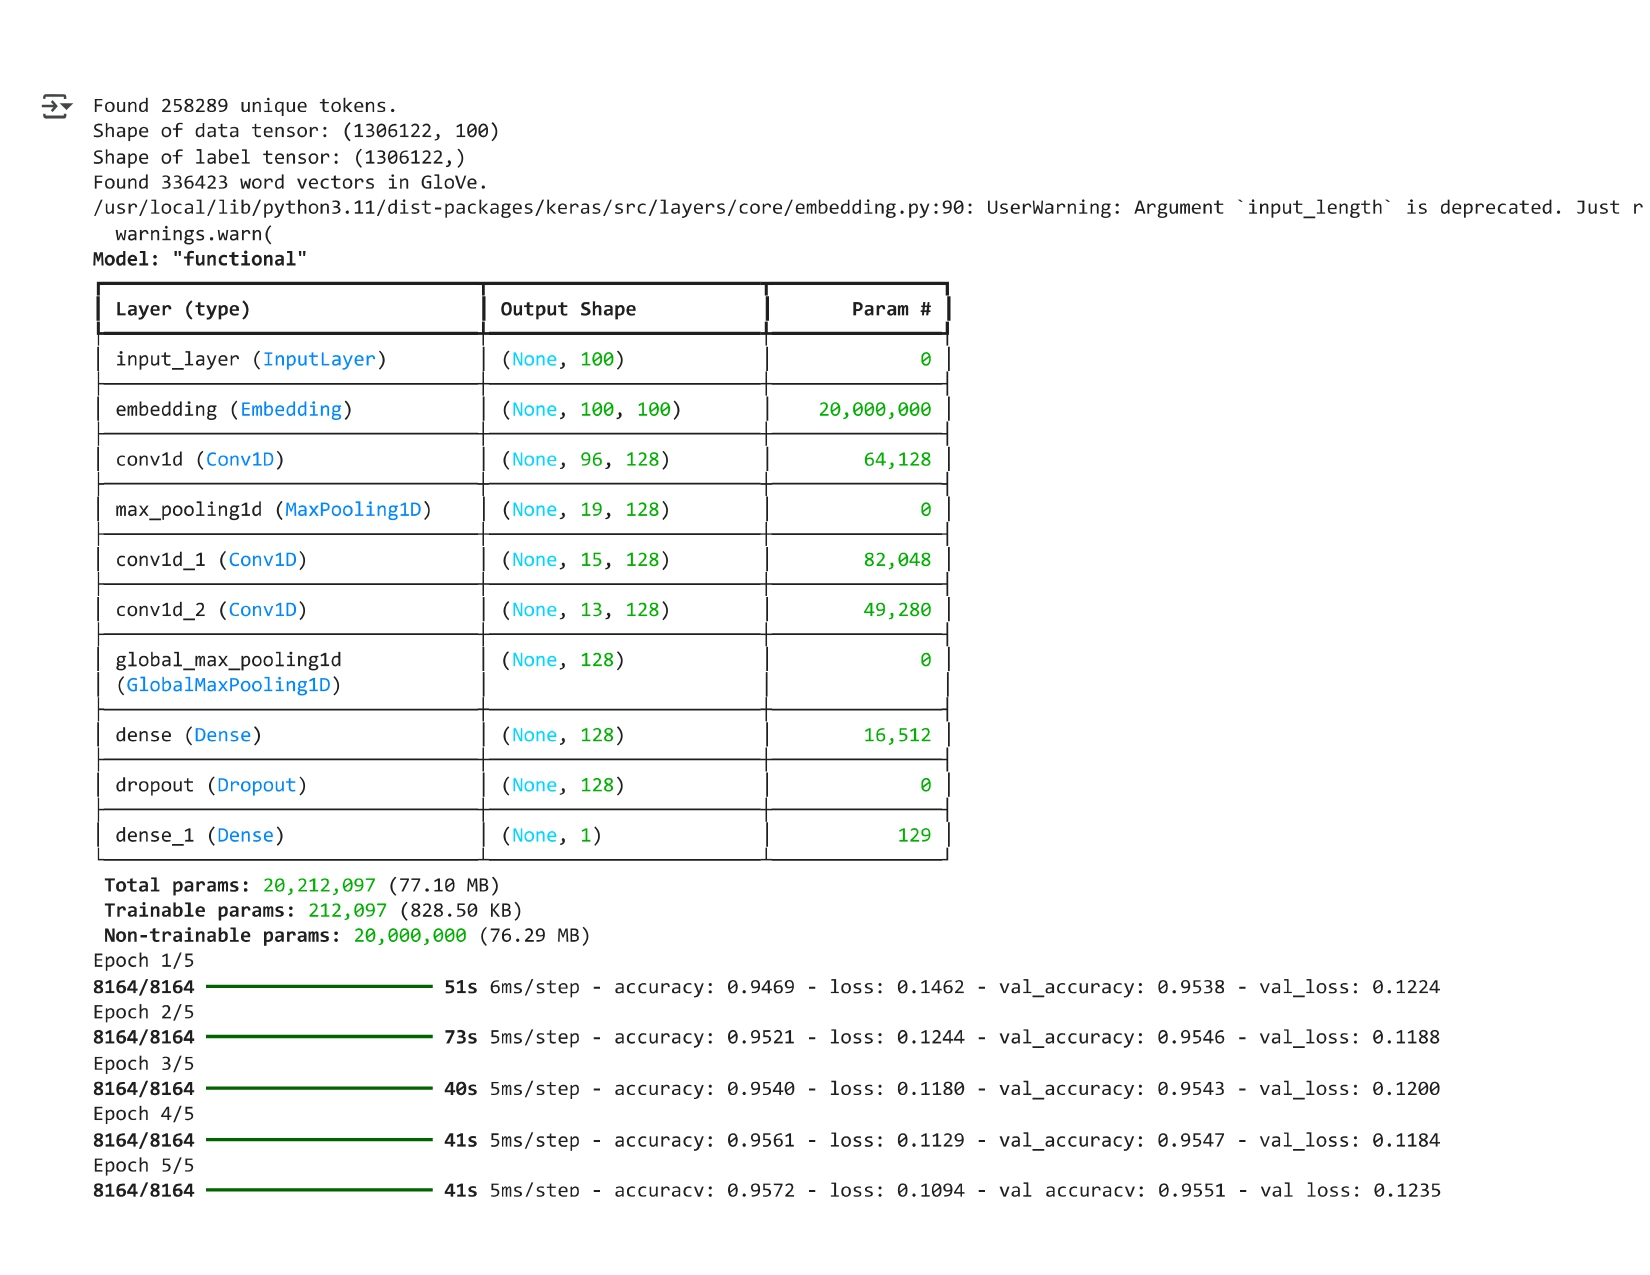 Found 258289 unique tokens.
Shape of data tensor: (1306122, 100)
Shape of label tensor: (1306122,)
Found 336423 word vectors in GloVe.
/usr/local/lib/python3.11/dist-packages/keras/src/layers/core/embedding.py:90: UserWarning: Argument `input_length` is deprecated. Just r
warnings.warn(
Model: "functional"
Layer (type) Output Shape Param #
input_layer (InputLayer) (None, 100) 0
embedding (Embedding) (None, 100, 100) 20,000,000
conv1d (Conv1D) (None, 96, 128) 64,128
max_pooling1d (MaxPooling1D) (None, 19, 128) 0
conv1d_1 (Conv1D) (None, 15, 128) 82,048
conv1d_2 (Conv1D) (None, 13, 128) 49,280
global_max_pooling1d (None, 128) 0
(GlobalMaxPooling1D)
dense (Dense) (None, 128) 16,512
dropout (Dropout) (None, 128) 0
dense_1 (Dense) (None, 1) 129
Total params: 20,212,097 (77.10 MB)
Trainable params: 212,097 (828.50 KB)
Non-trainable params: 20,000,000 (76.29 MB)
Epoch 1/5
8164/8164 51s 6ms/step - accuracy: 0.9469 - loss: 0.1462 - val_accuracy: 0.9538 - val_loss: 0.1224
Epoch 2/5
8164/8164 73s 5ms/step - accuracy: 0.9521 - loss: 0.1244 - val_accuracy: 0.9546 - val_loss: 0.1188
Epoch 3/5
8164/8164 40s 5ms/step - accuracy: 0.9540 - loss: 0.1180 - val_accuracy: 0.9543 - val_loss: 0.1200
Epoch 4/5
8164/8164 41s 5ms/step - accuracy: 0.9561 - loss: 0.1129 - val_accuracy: 0.9547 - val_loss: 0.1184
Epoch 5/5
8164/8164 41s 5ms/step - accuracy: 0.9572 - loss: 0.1094 - val_accuracy: 0.9551 - val_loss: 0.1235